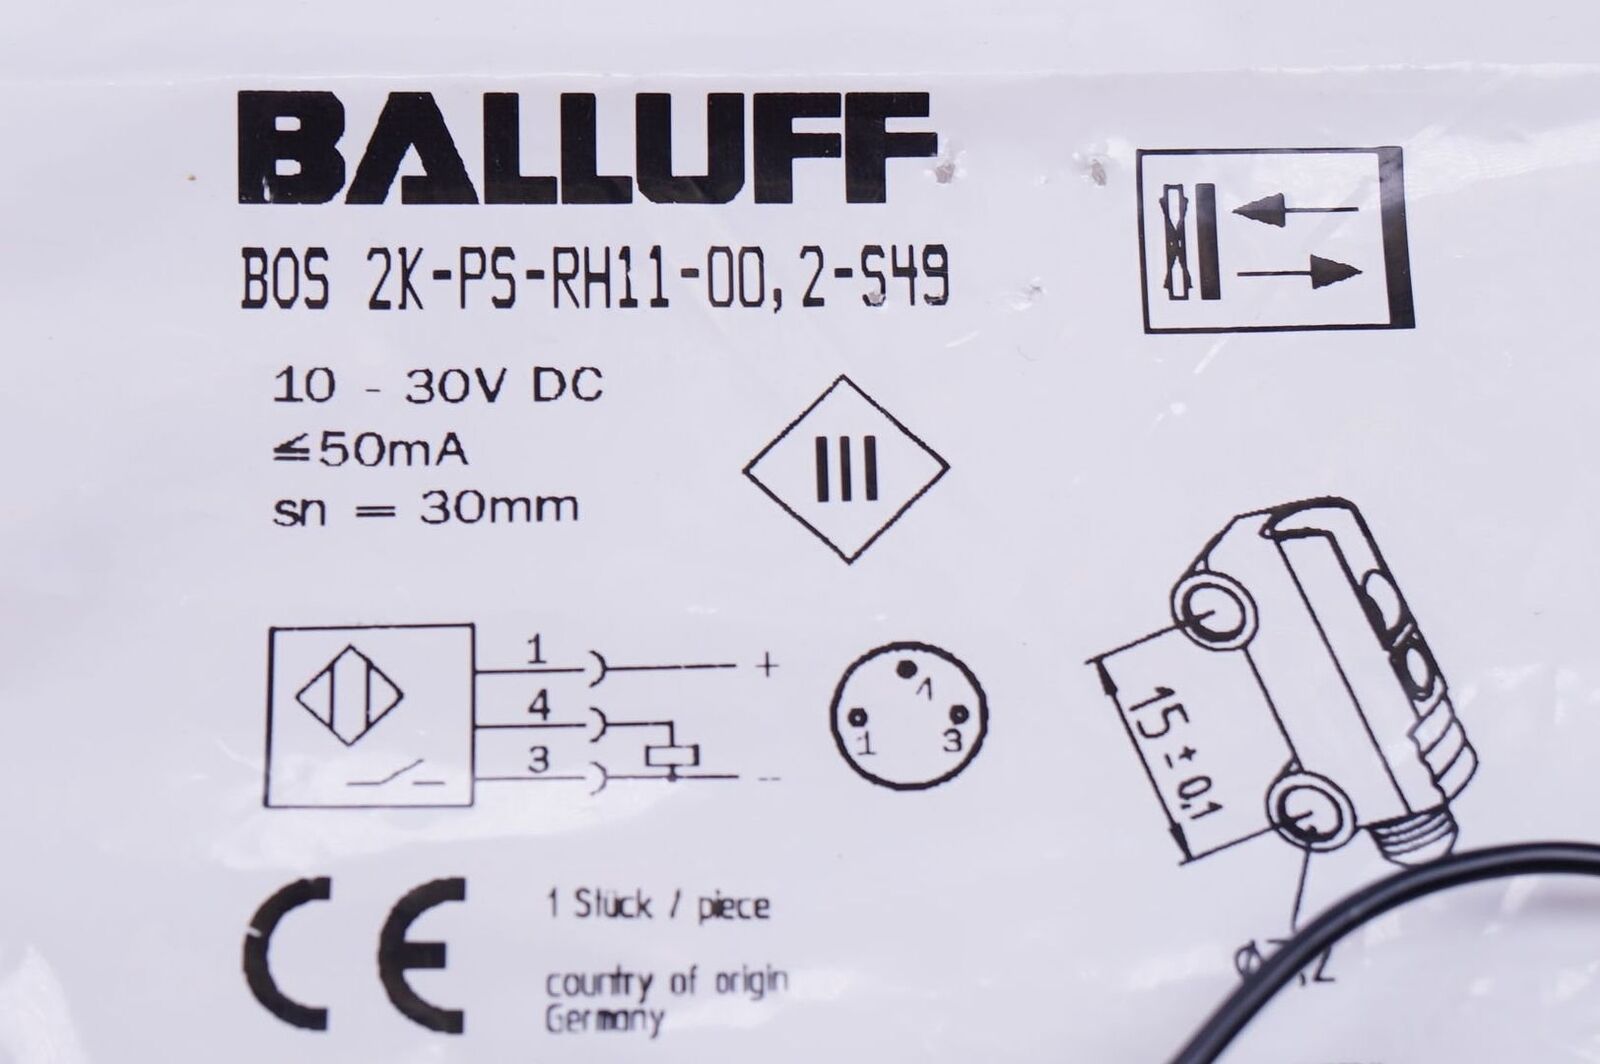 BALLUFF
BOS 2K-PS-RH11-00,2-S49
10 - 30V DC
≤50mA
sn = 30mm
III
1 +
4
3 --
1 3
15 ± 0,1
1 Stück / piece
country of origin
Germany
CE